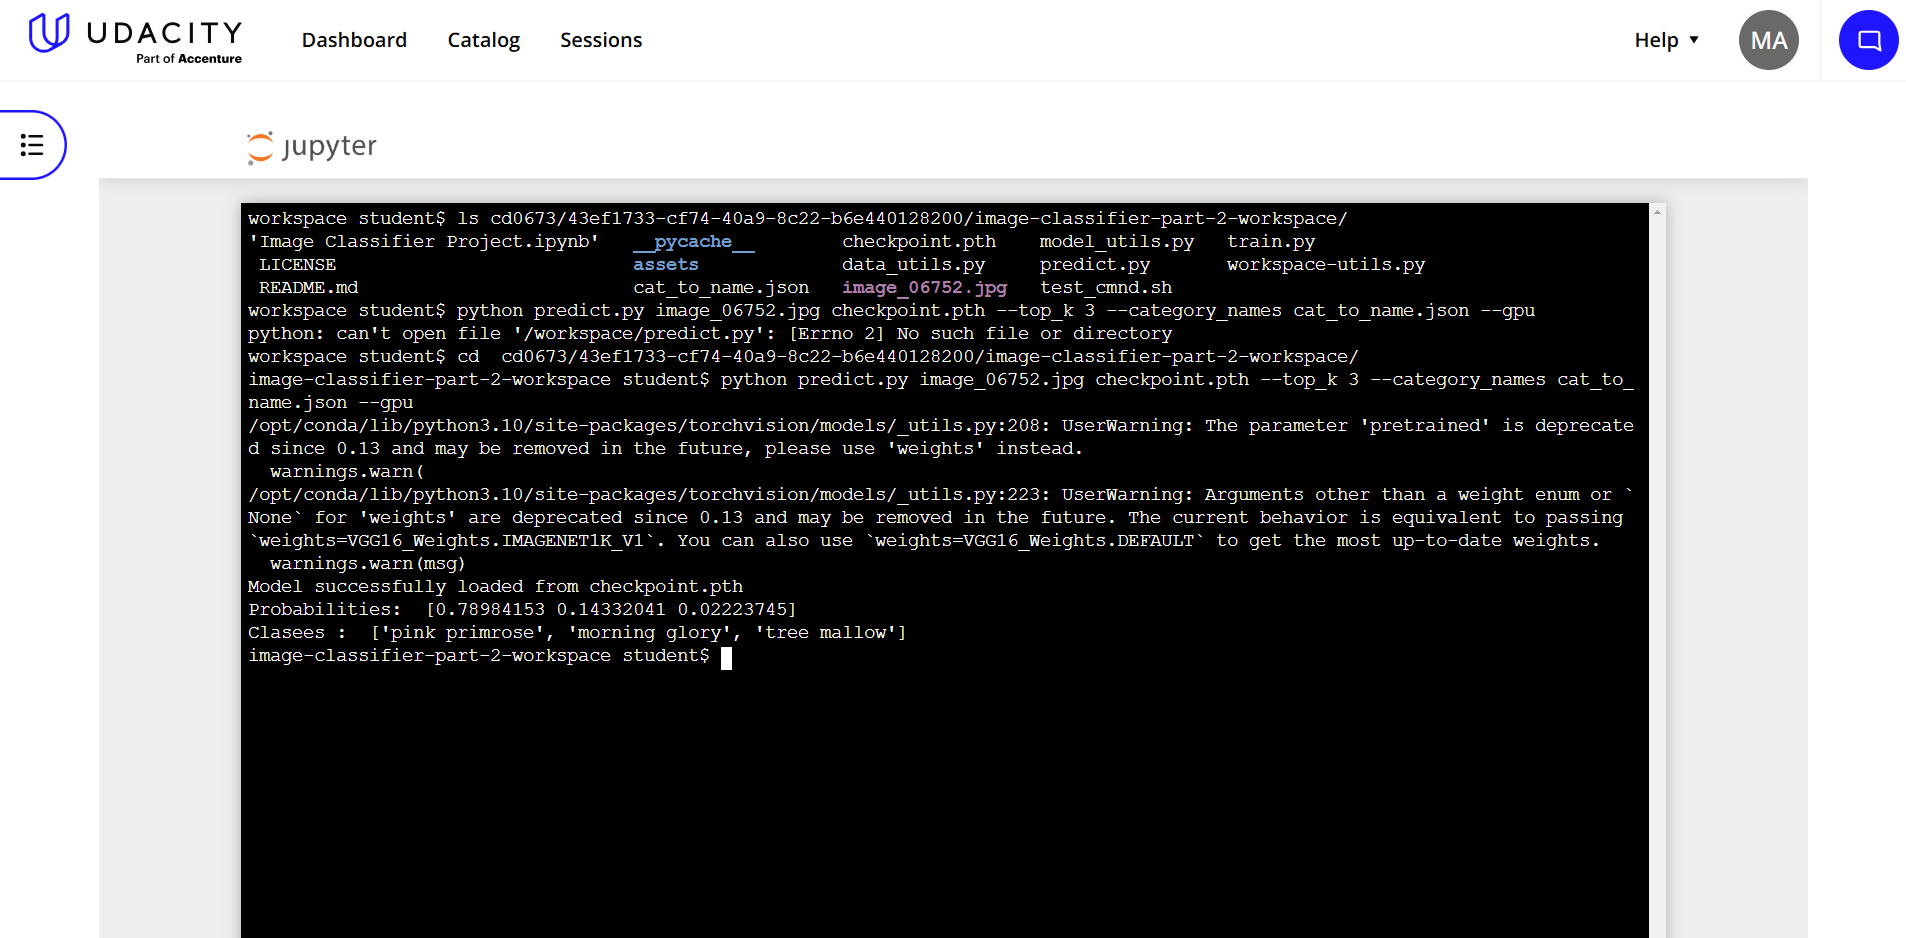 UDACITY
Part of Accenture
Dashboard Catalog Sessions
Help ▼ MA
jupyter
workspace student$ ls cd0673/43ef1733-cf74-40a9-8c22-b6e440128200/image-classifier-part-2-workspace/
'Image Classifier Project.ipynb' __pycache__ checkpoint.pth model_utils.py train.py
LICENSE assets data_utils.py predict.py workspace-utils.py
README.md cat_to_name.json image_06752.jpg test_cmnd.sh
workspace student$ python predict.py image_06752.jpg checkpoint.pth --top_k 3 --category_names cat_to_name.json --gpu
python: can't open file '/workspace/predict.py': [Errno 2] No such file or directory
workspace student$ cd  cd0673/43ef1733-cf74-40a9-8c22-b6e440128200/image-classifier-part-2-workspace/
image-classifier-part-2-workspace student$ python predict.py image_06752.jpg checkpoint.pth --top_k 3 --category_names cat_to_
name.json --gpu
/opt/conda/lib/python3.10/site-packages/torchvision/models/_utils.py:208: UserWarning: The parameter 'pretrained' is deprecate
d since 0.13 and may be removed in the future, please use 'weights' instead.
  warnings.warn(
/opt/conda/lib/python3.10/site-packages/torchvision/models/_utils.py:223: UserWarning: Arguments other than a weight enum or `
None` for 'weights' are deprecated since 0.13 and may be removed in the future. The current behavior is equivalent to passing
`weights=VGG16_Weights.IMAGENET1K_V1`. You can also use `weights=VGG16_Weights.DEFAULT` to get the most up-to-date weights.
  warnings.warn(msg)
Model successfully loaded from checkpoint.pth
Probabilities:  [0.78984153 0.14332041 0.02223745]
Clasees :  ['pink primrose', 'morning glory', 'tree mallow']
image-classifier-part-2-workspace student$